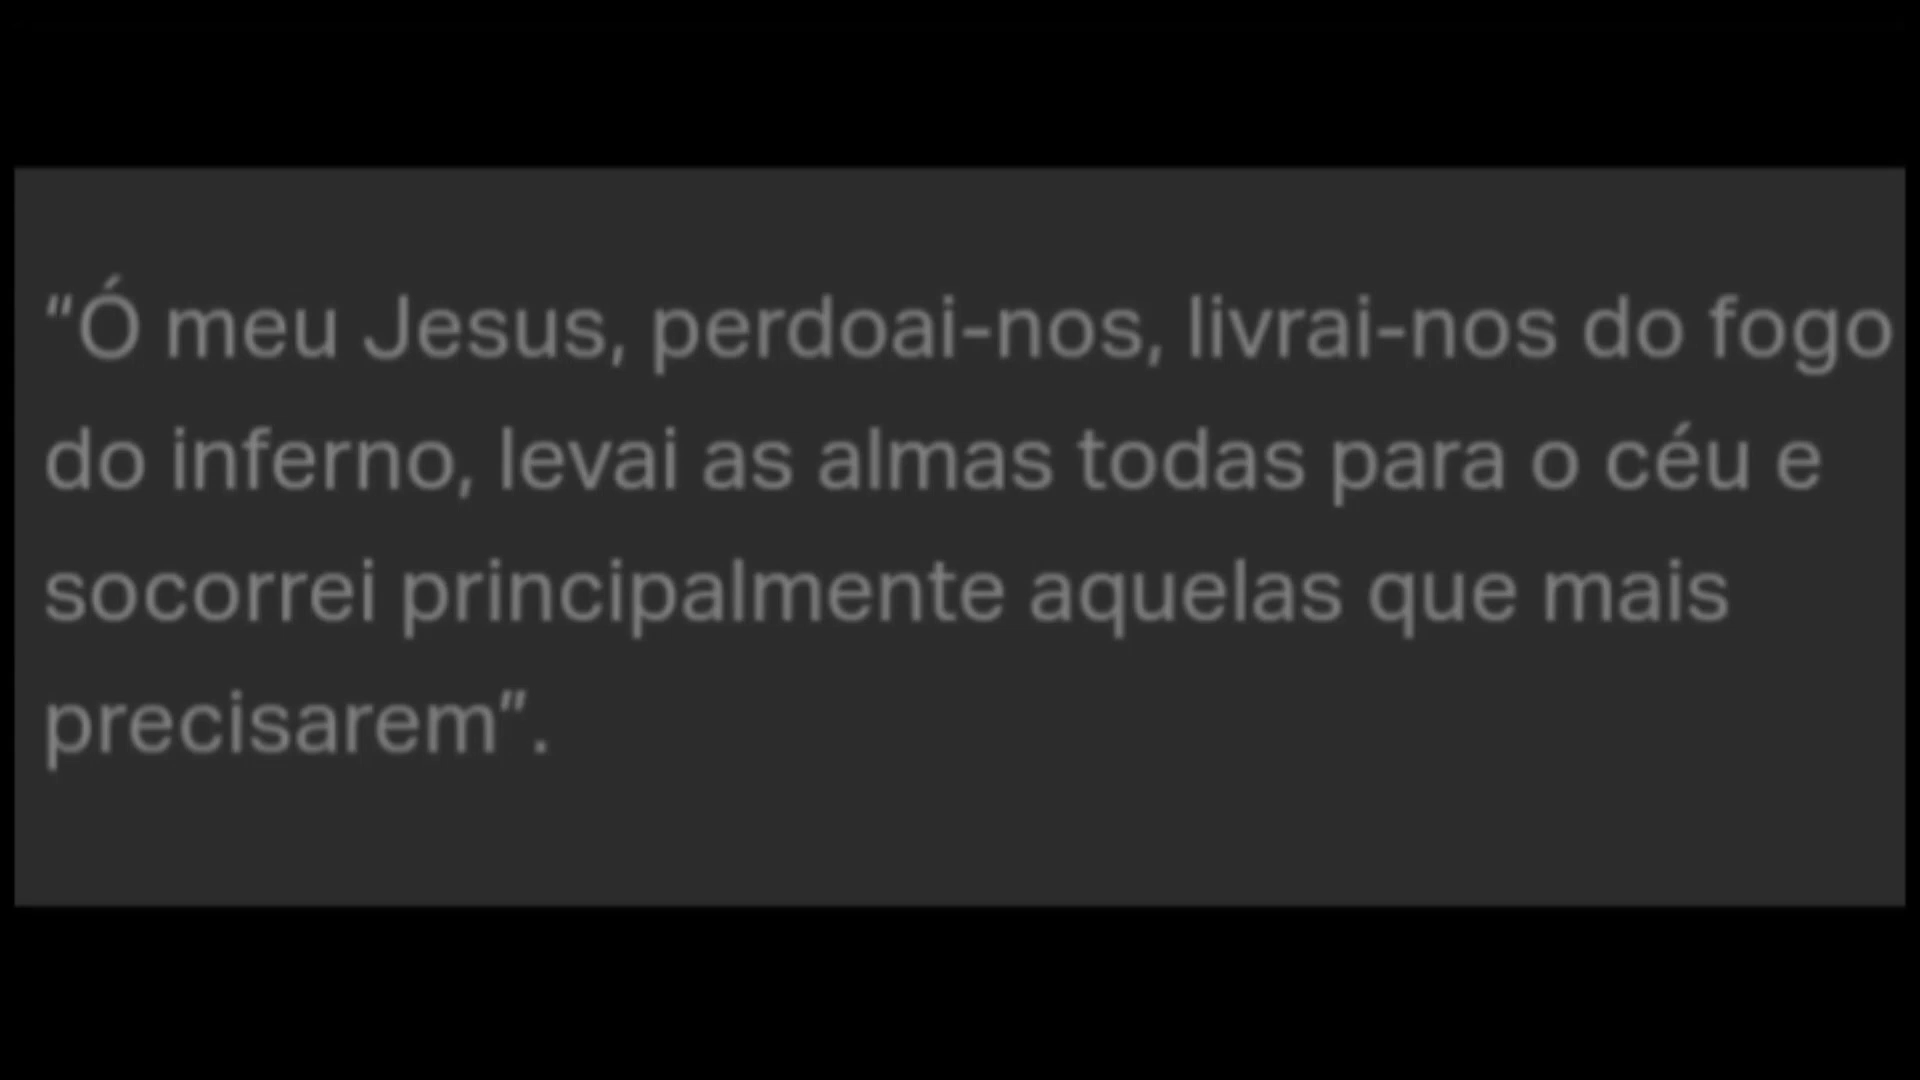 “Ó meu Jesus, perdoai-nos, livrai-nos do fogo
do inferno, levai as almas todas para o céu e
socorrei principalmente aquelas que mais
precisarem”.